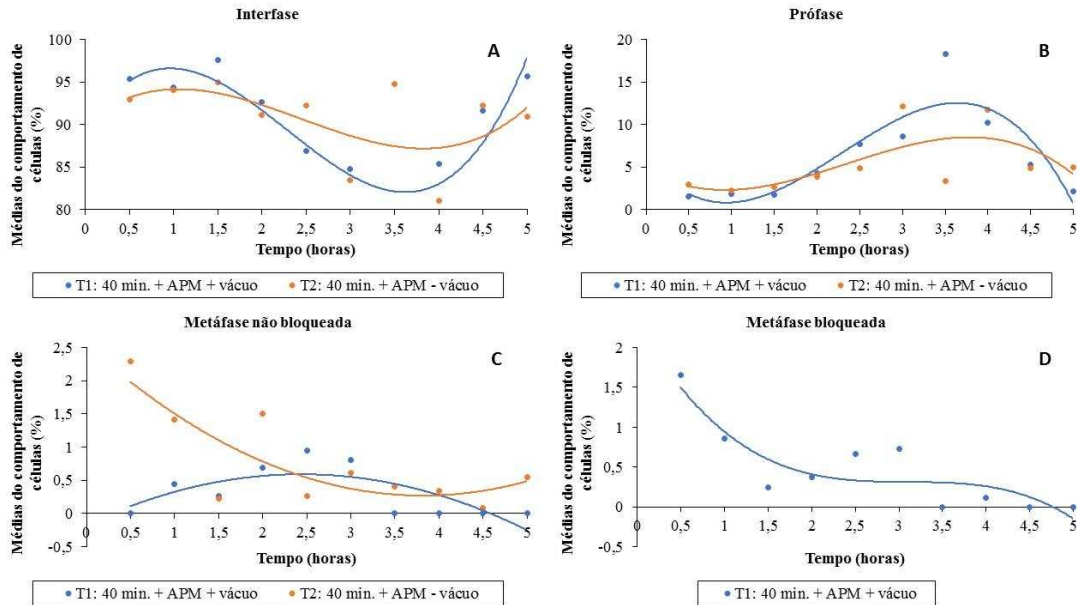 Interfase
A
Médias do comportamento de
células (%)
100
95
90
85
80
0 0,5 1 1,5 2 2,5 3 3,5 4 4,5 5
Tempo (horas)
T1: 40 min. + APM + vácuo T2: 40 min. + APM - vácuo
Prófase
B
Médias do comportamento de
células (%)
20
15
10
5
0
0 0,5 1 1,5 2 2,5 3 3,5 4 4,5 5
Tempo (horas)
T1: 40 min. + APM + vácuo T2: 40 min. + APM - vácuo
Metáfase não bloqueada
C
Médias do comportamento de
células (%)
2,5
2
1,5
1
0,5
0
-0,5
0 0,5 1 1,5 2 2,5 3 3,5 4 4,5 5
Tempo (horas)
T1: 40 min. + APM + vácuo T2: 40 min. + APM - vácuo
Metáfase bloqueada
D
Médias do comportamento de
células (%)
2
1,5
1
0,5
0
-0,5
0 0,5 1 1,5 2 2,5 3 3,5 4 4,5 5
Tempo (horas)
T1: 40 min. + APM + vácuo